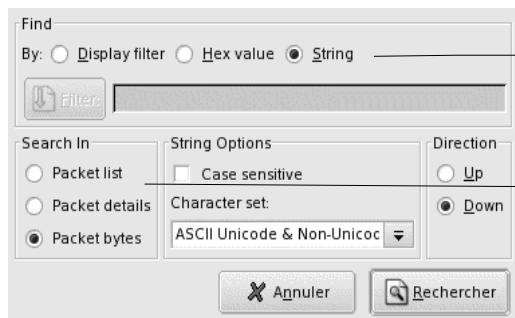 Find
By: Display filter Hex value String
Filter:
Search In
Packet list
Packet details
Packet bytes
String Options
Case sensitive
Character set:
ASCII Unicode & Non-Unicoc
Direction
Up
Down
Annuler
Rechercher